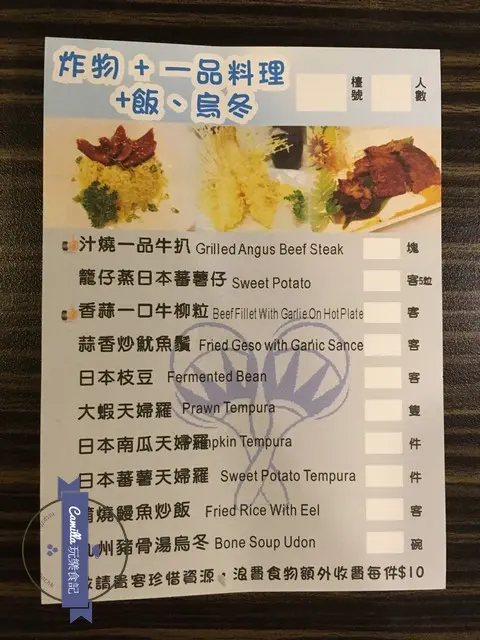 炸物+一品料理
+飯、烏冬
檯號
人數
汁燒一品牛扒 Grilled Angus Beef Steak 塊
籠仔蒸日本蕃薯仔 Sweet Potato 客5粒
香蒜一口牛柳粒 Beef Fillet With Garlie On Hot Plate 客
蒜香炒魷魚鬚 Fried Geso with Garlic Sance 客
日本枝豆 Fermented Bean 客
大蝦天婦羅 Prawn Tempura 隻
日本南瓜天婦羅 mpkin Tempura 件
日本蕃薯天婦羅 Sweet Potato Tempura 件
燒鰻魚炒飯 Fried Rice With Eel 客
州豬骨湯烏冬 Bone Soup Udon 碗
請貴客珍惜資源，浪費食物額外收費每件$10
Camilla 玩樂食記